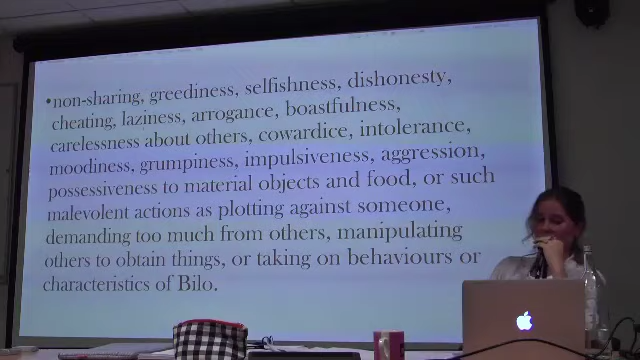 •non-sharing, greediness, selfishness, dishonesty,
cheating, laziness, arrogance, boastfulness,
carelessness about others, cowardice, intolerance,
moodiness, grumpiness, impulsiveness, aggression,
possessiveness to material objects and food, or such
malevolent actions as plotting against someone,
demanding too much from others, manipulating
others to obtain things, or taking on behaviours or
characteristics of Bilo.